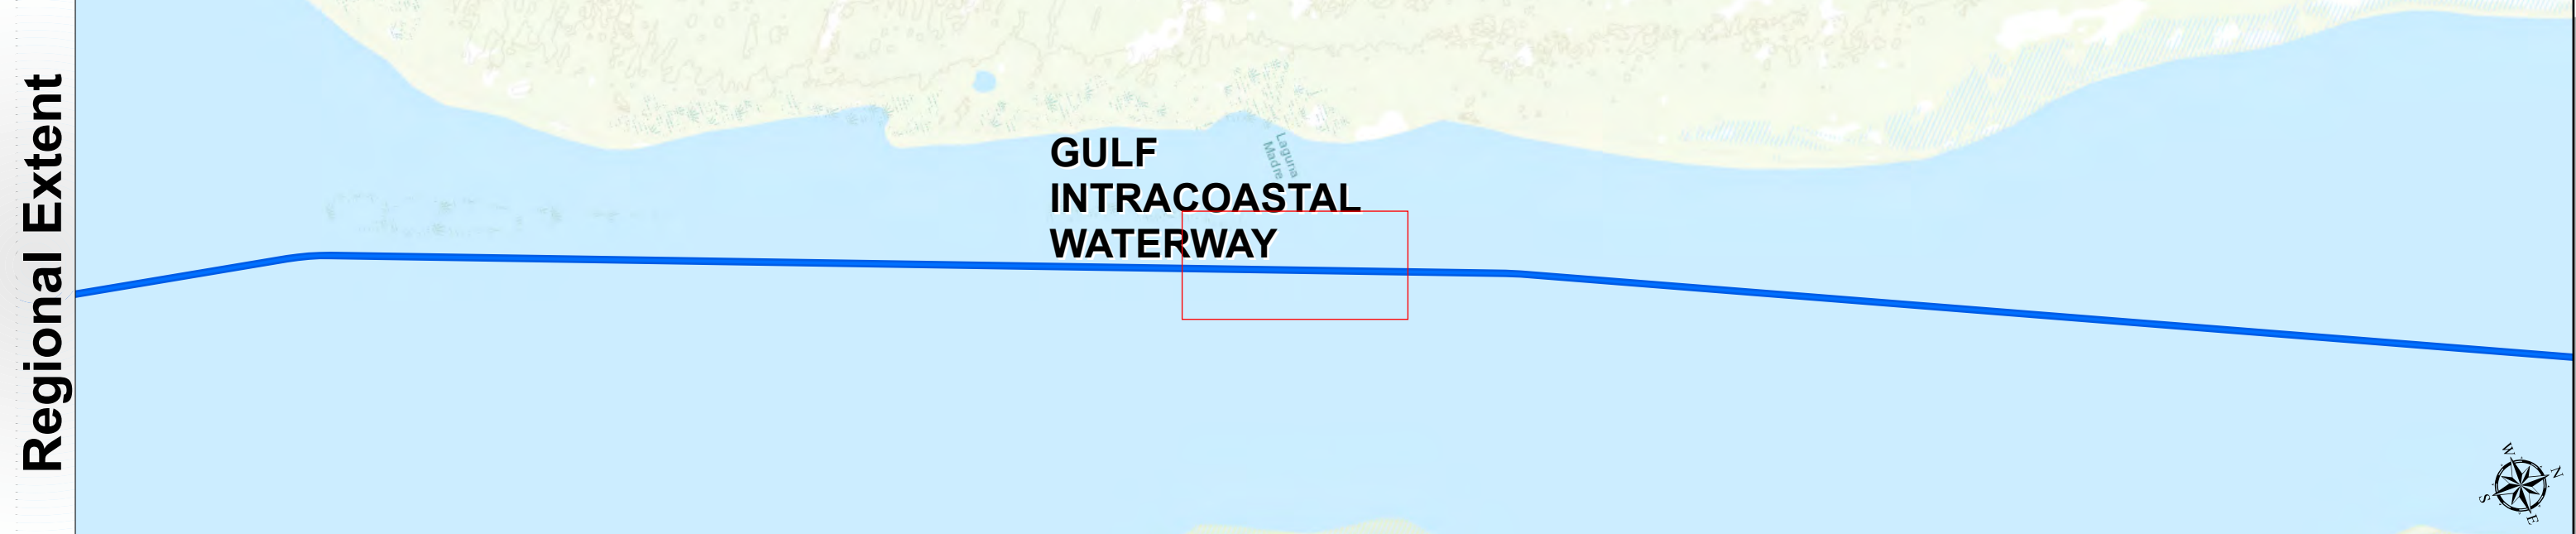 Regional Extent
GULF
INTRACOASTAL
WATERWAY
Laguna
Madre
W
N
S
E